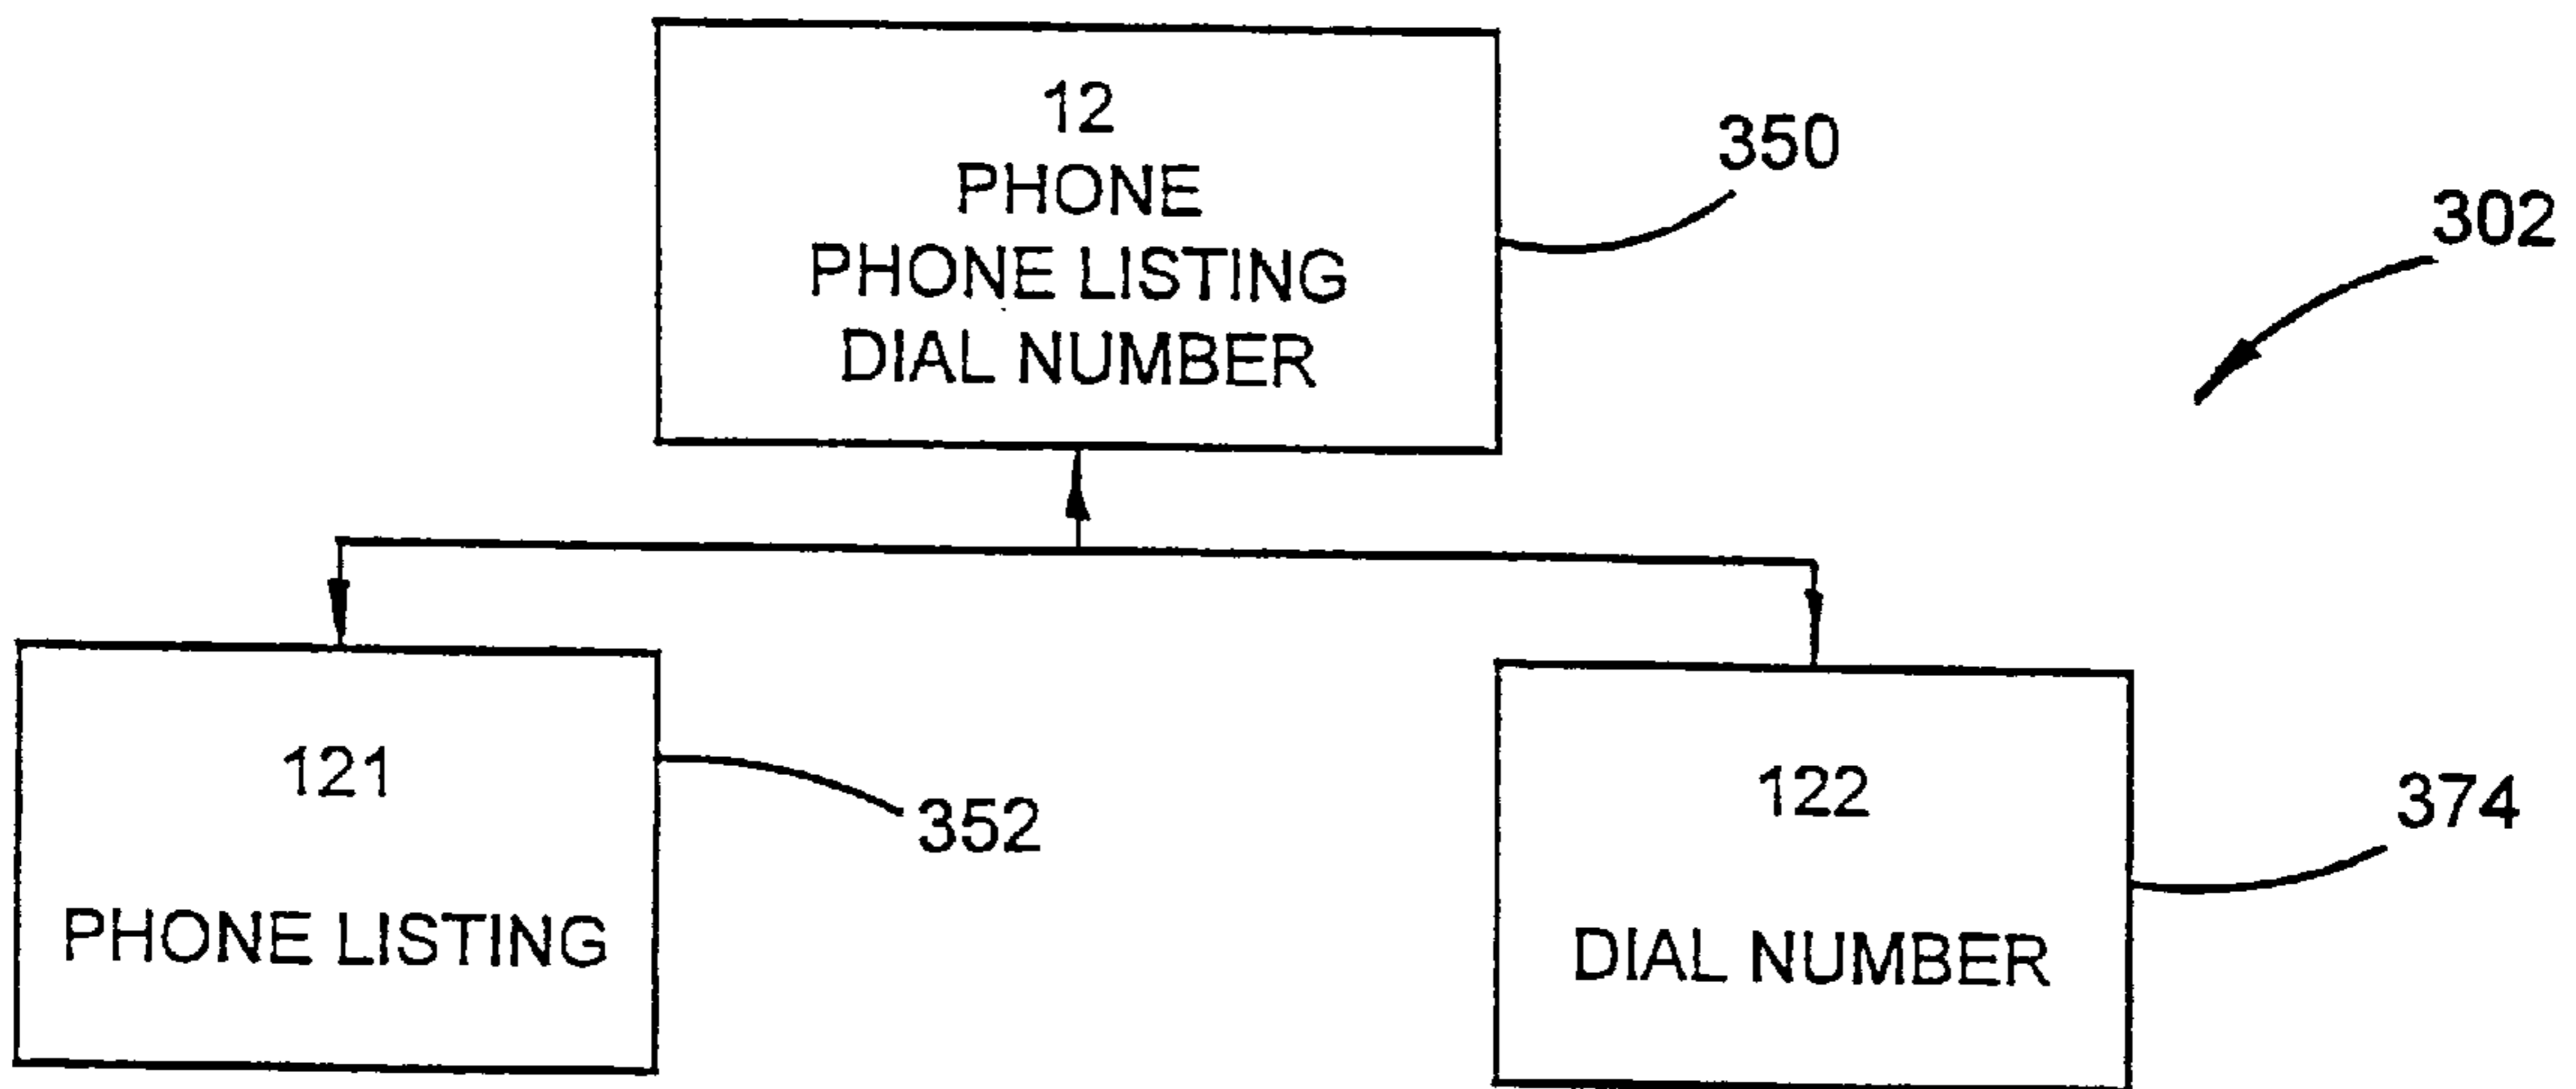 12
PHONE
PHONE LISTING
DIAL NUMBER
350
302
121
PHONE LISTING
352
122
DIAL NUMBER
374